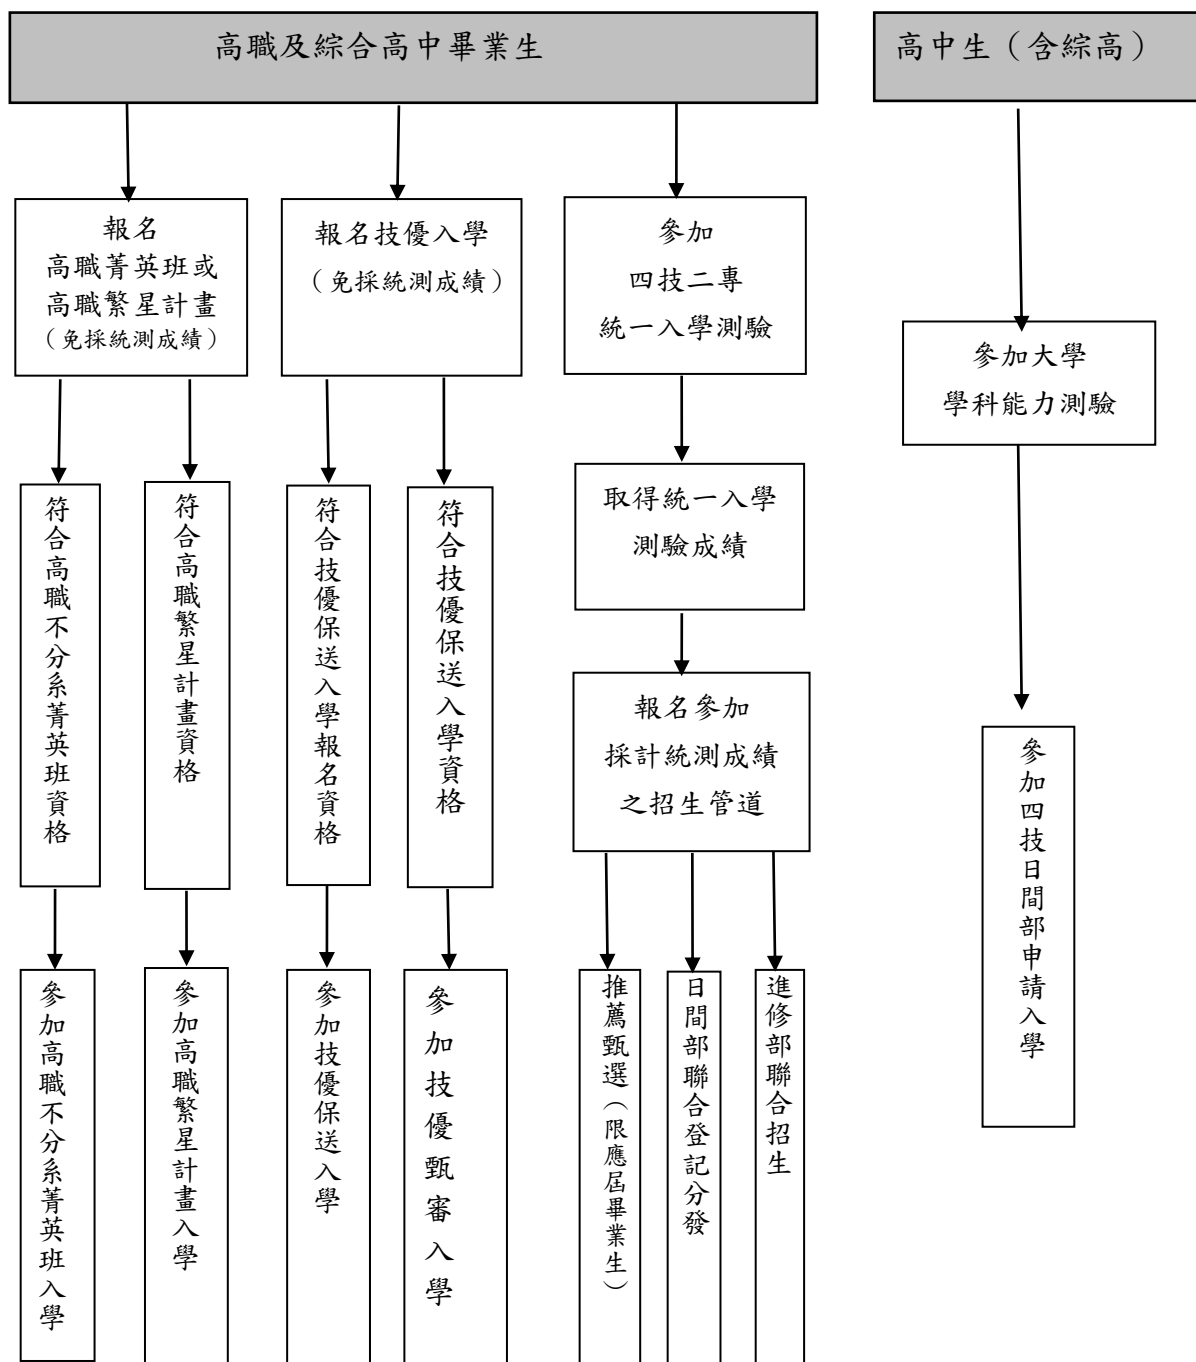 高職及綜合高中畢業生
高中生（含綜高）
報名
高職菁英班或
高職繁星計畫
（免採統測成績）
報名技優入學
（免採統測成績）
參加
四技二專
統一入學測驗
參加大學
學科能力測驗
取得統一入學
測驗成績
符合高職不分系菁英班資格
符合高職繁星計畫資格
符合技優保送入學報名資格
符合技優保送入學資格
報名參加
採計統測成績
之招生管道
參加四技日間部申請入學
參加高職不分系菁英班入學
參加高職繁星計畫入學
參加技優保送入學
參加技優甄審入學
推薦甄選（限應屆畢業生）
日間部聯合登記分發
進修部聯合招生